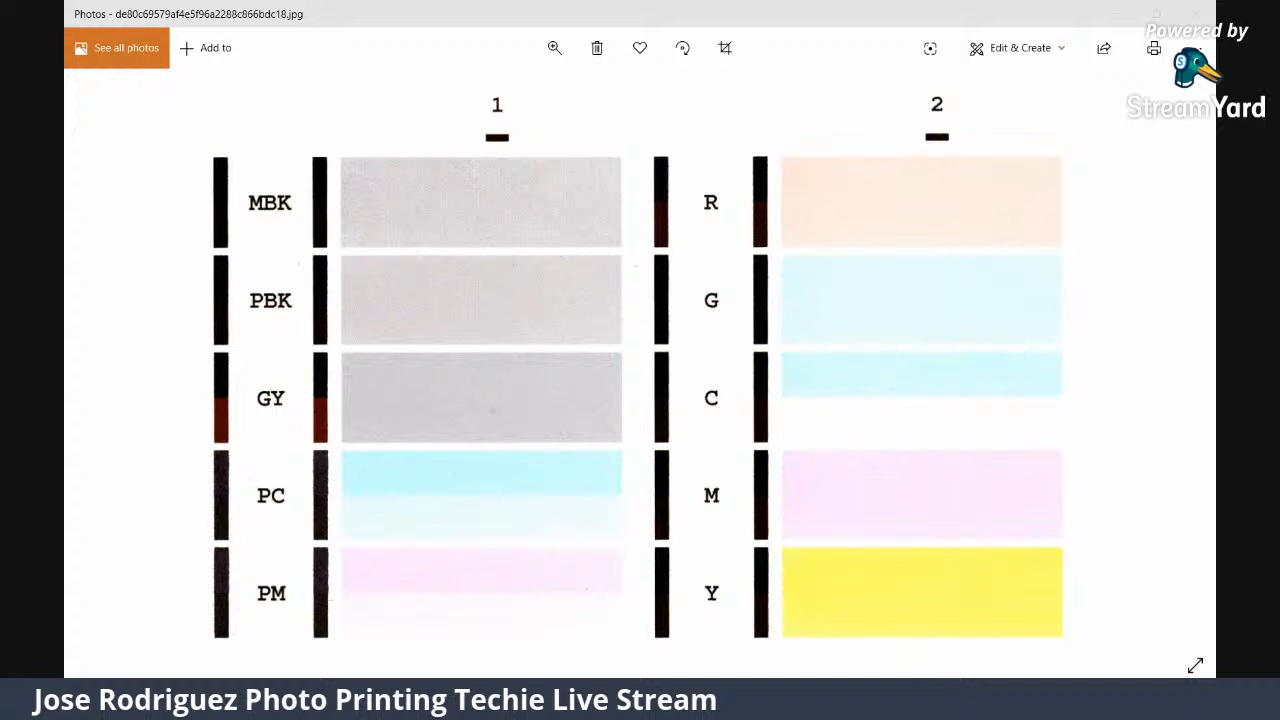 Photos - de80c69579af4e5f96a2288c866bdc18.jpg
See all photos
Add to
Edit & Create
Powered by
StreamYard
1
2
MBK
R
PBK
G
GY
C
PC
M
PM
Y
Jose Rodriguez Photo Printing Techie Live Stream